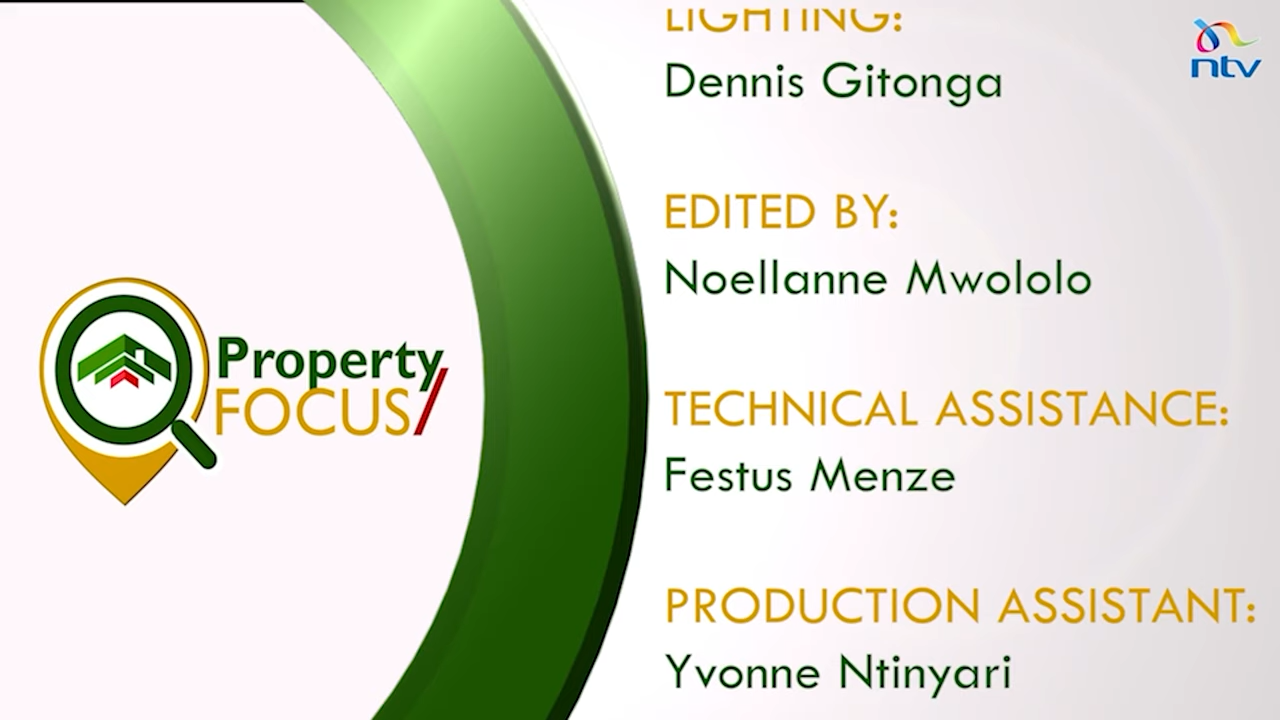 LIGHTING:
Dennis Gitonga
EDITED BY:
Noellanne Mwololo
TECHNICAL ASSISTANCE:
Festus Menze
PRODUCTION ASSISTANT:
Yvonne Ntinyari
Property
FOCUS/
ntv